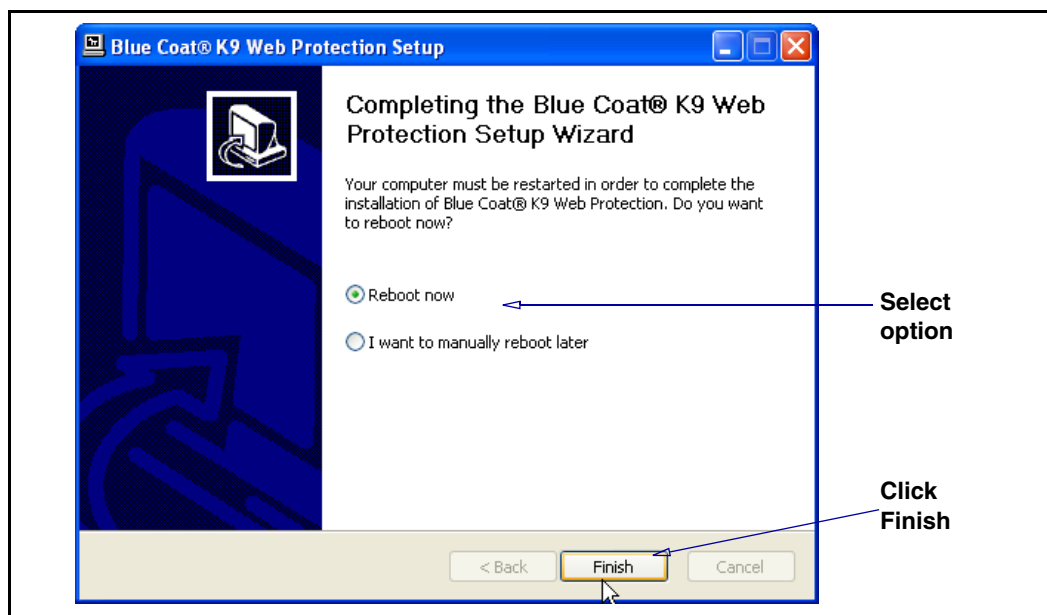 Blue Coat® K9 Web Protection Setup
Completing the Blue Coat® K9 Web
Protection Setup Wizard
Your computer must be restarted in order to complete the
installation of Blue Coat® K9 Web Protection. Do you want
to reboot now?
Reboot now
I want to manually reboot later
Select
option
Click
Finish
< Back
Finish
Cancel